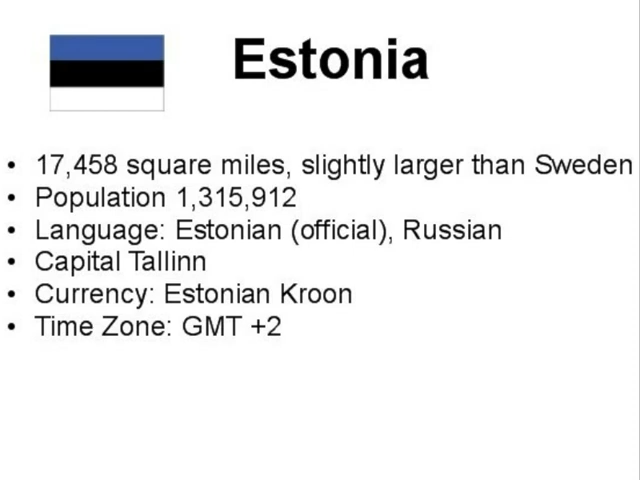 Estonia
• 17,458 square miles, slightly larger than Sweden
• Population 1,315,912
• Language: Estonian (official), Russian
• Capital Tallinn
• Currency: Estonian Kroon
• Time Zone: GMT +2